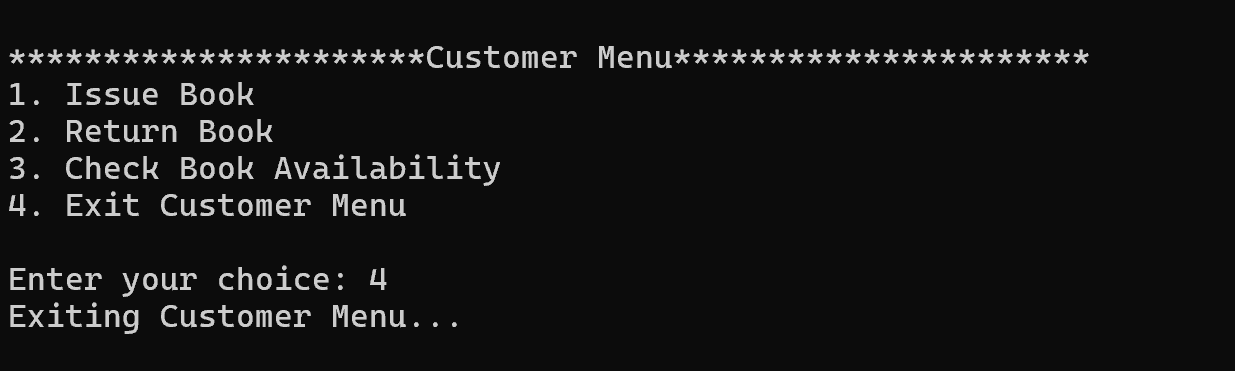 **********************Customer Menu**********************
1. Issue Book
2. Return Book
3. Check Book Availability
4. Exit Customer Menu
Enter your choice: 4
Exiting Customer Menu...